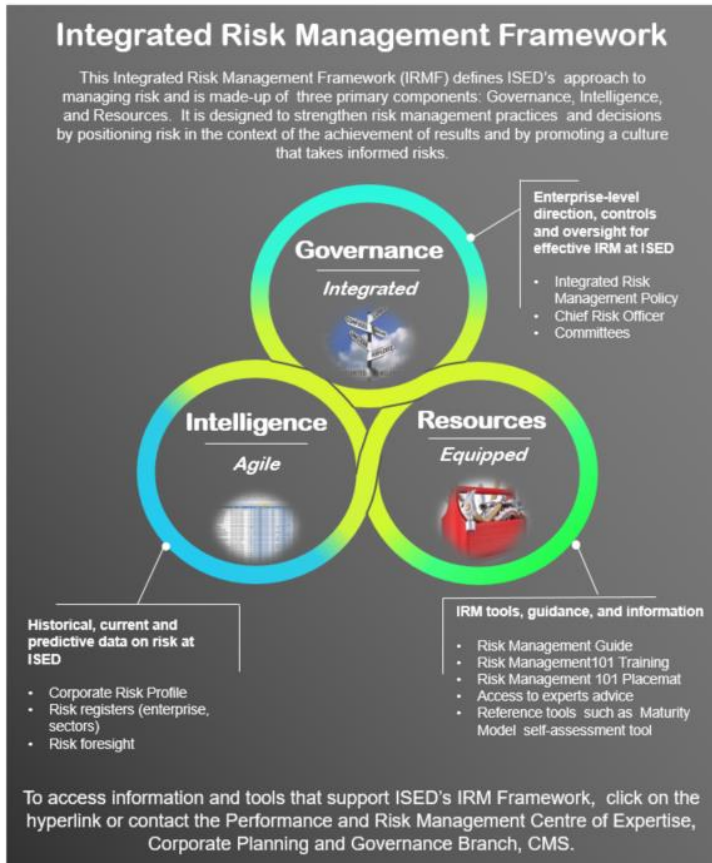 Integrated Risk Management Framework
This Integrated Risk Management Framework (IRMF) defines ISED's approach to
managing risk and is made-up of three primary components: Governance, Intelligence,
and Resources. It is designed to strengthen risk management practices and decisions
by positioning risk in the context of the achievement of results and by promoting a culture
that takes informed risks.
Enterprise-level
direction, controls
and oversight for
effective IRM at ISED
• Integrated Risk
Management Policy
• Chief Risk Officer
• Committees
Governance
Integrated
Intelligence
Agile
Resources
Equipped
Historical, current and
predictive data on risk at
ISED
• Corporate Risk Profile
• Risk registers (enterprise,
sectors)
• Risk foresight
IRM tools, guidance, and information
• Risk Management Guide
• Risk Management101 Training
• Risk Management 101 Placemat
• Access to experts advice
• Reference tools such as Maturity
Model self-assessment tool
To access information and tools that support ISED's IRM Framework, click on the
hyperlink or contact the Performance and Risk Management Centre of Expertise,
Corporate Planning and Governance Branch, CMS.